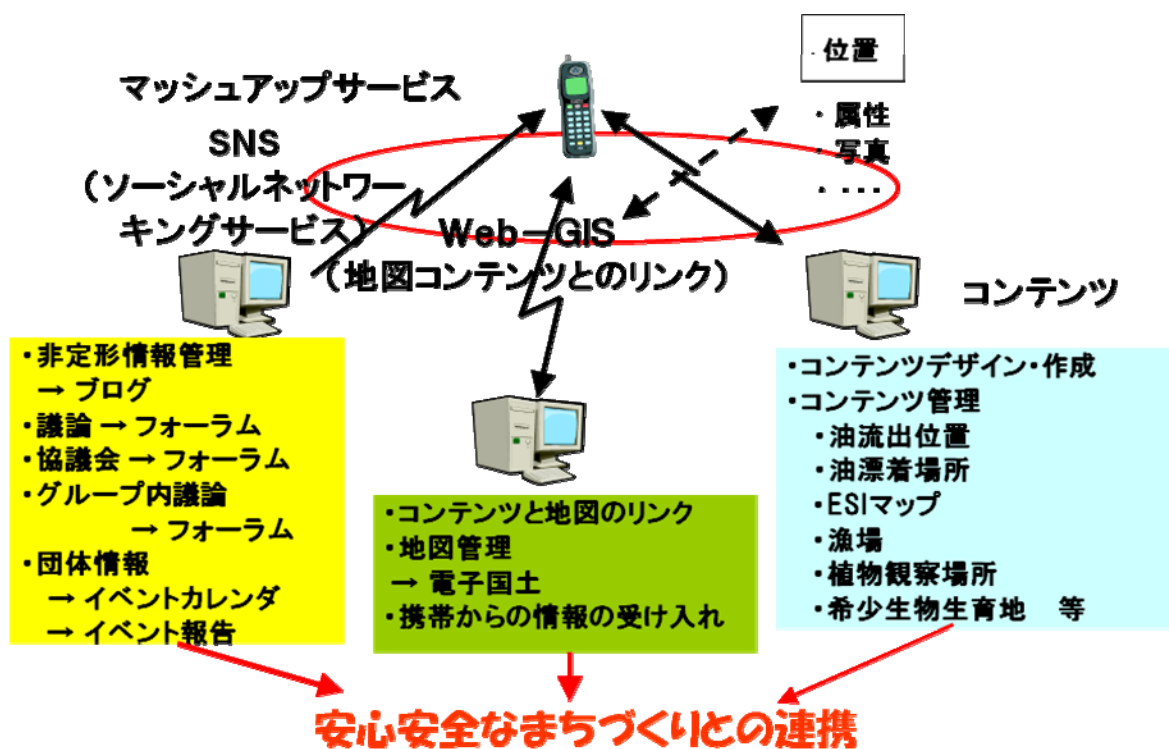 位置
・属性
・写真
・・・・
マッシュアップサービス
SNS
（ソーシャルネットワー
キングサービス）
Web－GIS
（地図コンテンツとのリンク）
コンテンツ
・非定形情報管理
→ ブログ
・議論 → フォーラム
・協議会 → フォーラム
・グループ内議論
→ フォーラム
・団体情報
→ イベントカレンダ
→ イベント報告
・コンテンツと地図のリンク
・地図管理
→ 電子国土
・携帯からの情報の受け入れ
・コンテンツデザイン・作成
・コンテンツ管理
・油流出位置
・油漂着場所
・ESIマップ
・漁場
・植物観察場所
・希少生物生育地　等
安心安全なまちづくりとの連携